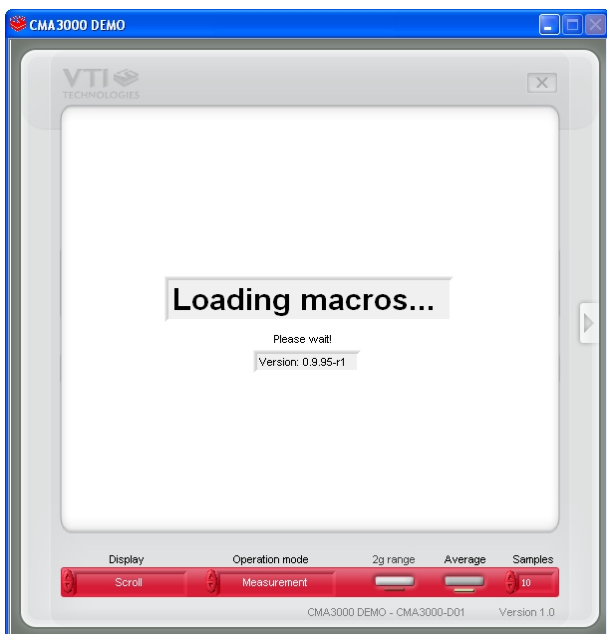 CMA3000 DEMO
VTI
TECHNOLOGIES
Loading macros...
Please wait!
Version: 0.9.95-r1
Display Operation mode 2g range Average Samples
Scroll Measurement 10
CMA3000 DEMO - CMA3000-D01 Version 1.0